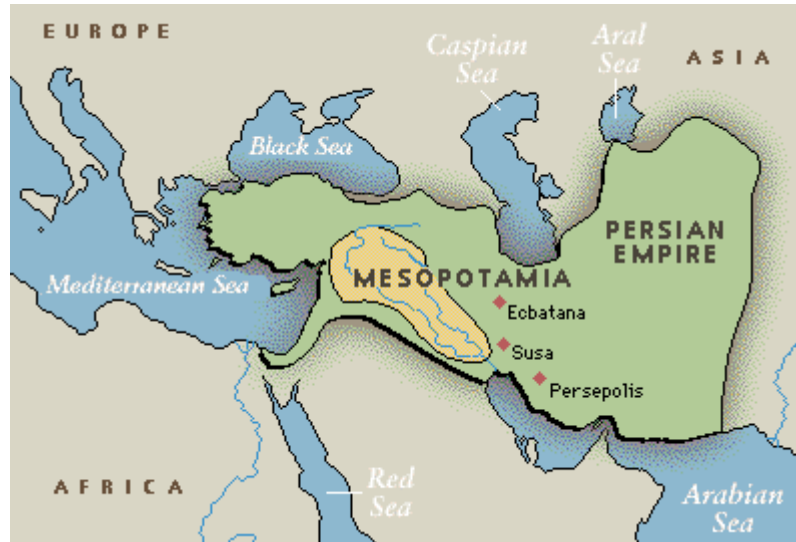 EUROPE
Caspian
Sea
Aral
Sea
ASIA
Black Sea
PERSIAN
EMPIRE
MESOPOTAMIA
Mediterranean Sea
Ecbatana
Susa
Persepolis
AFRICA
Red
Sea
Arabian
Sea